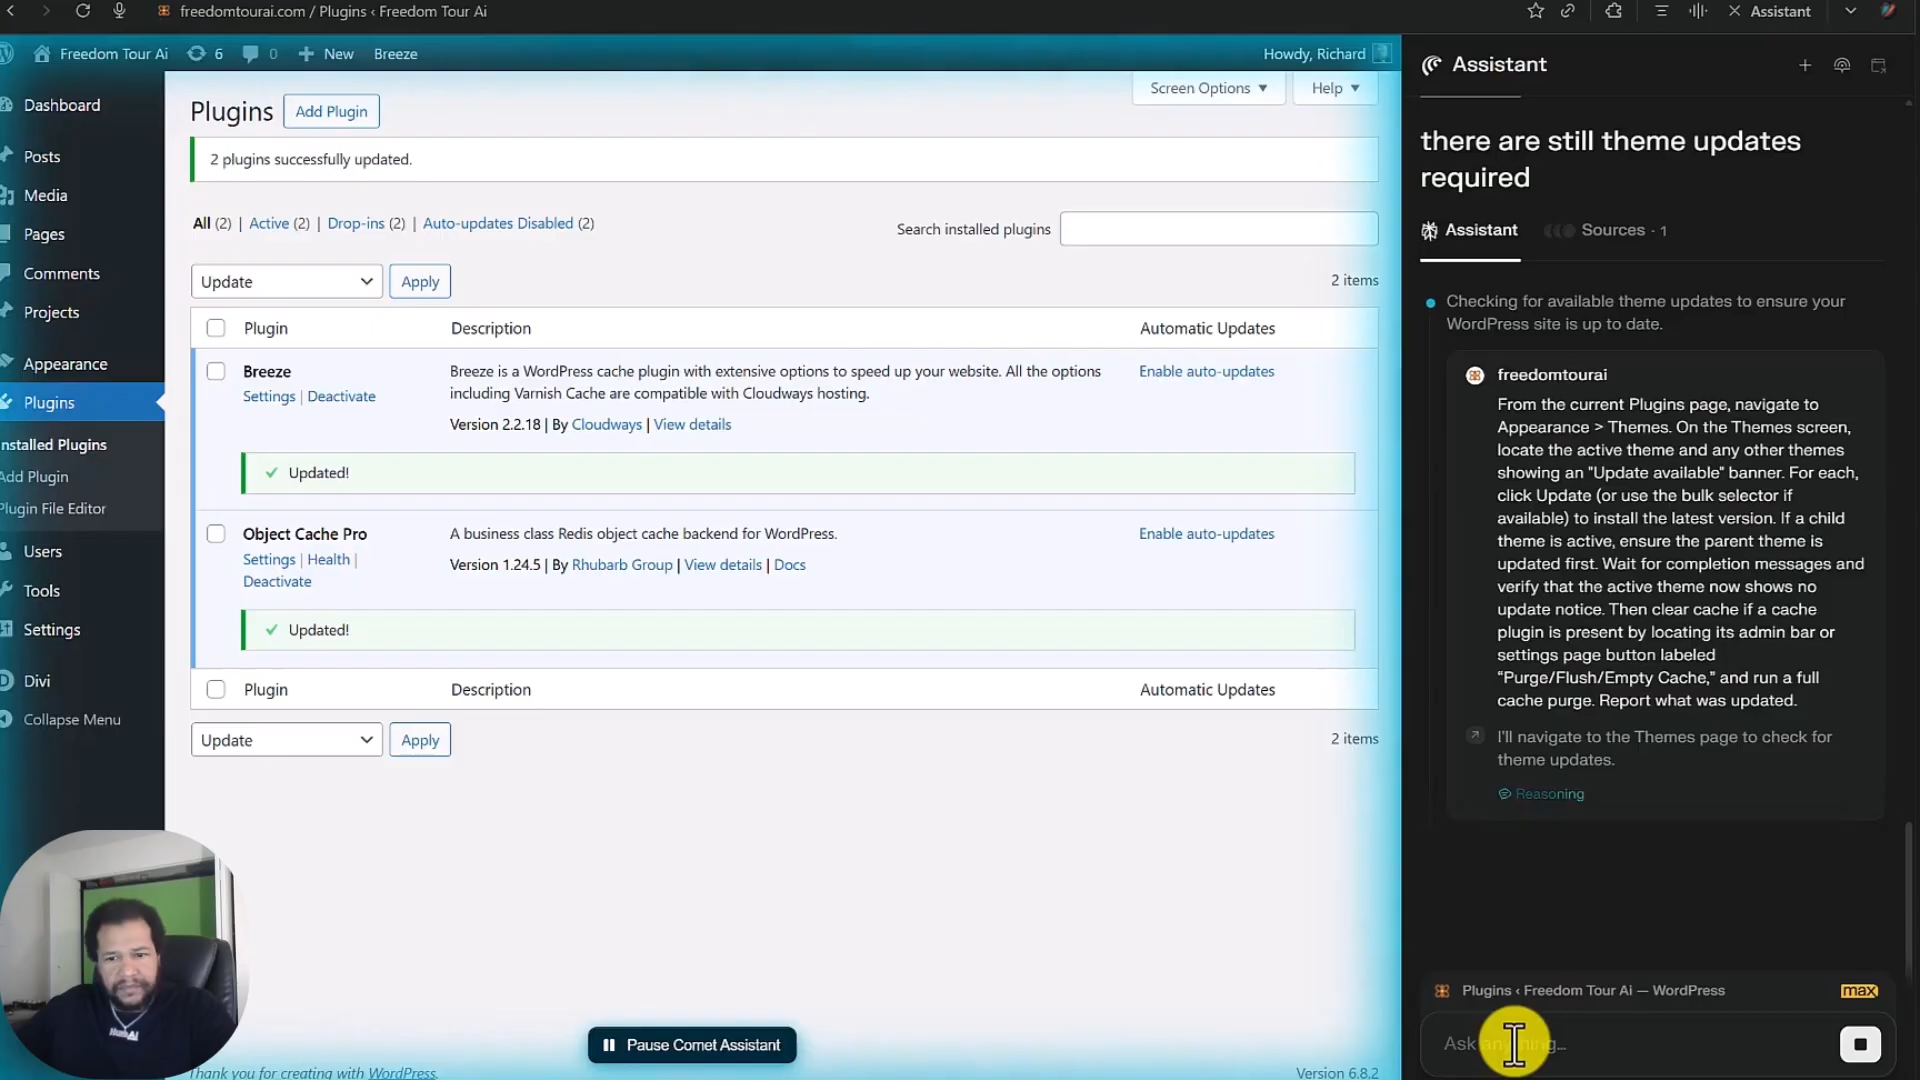 freedomtourai.com / Plugins ‹ Freedom Tour Ai
Assistant
Freedom Tour Ai
6
0
New
Breeze
Howdy, Richard
Dashboard
Posts
Media
Pages
Comments
Projects
Appearance
Plugins
nstalled Plugins
Add Plugin
Plugin File Editor
Users
Tools
Settings
Divi
Collapse Menu
Screen Options
Help
Plugins
Add Plugin
2 plugins successfully updated.
All (2) | Active (2) | Drop-ins (2) | Auto-updates Disabled (2)
Search installed plugins
Update
Apply
2 items
Plugin
Description
Automatic Updates
Breeze
Settings | Deactivate
Breeze is a WordPress cache plugin with extensive options to speed up your website. All the options
including Varnish Cache are compatible with Cloudways hosting.
Version 2.2.18 | By Cloudways | View details
Enable auto-updates
Updated!
Object Cache Pro
Settings | Health |
Deactivate
A business class Redis object cache backend for WordPress.
Version 1.24.5 | By Rhubarb Group | View details | Docs
Enable auto-updates
Updated!
Plugin
Description
Automatic Updates
Update
Apply
2 items
Pause Comet Assistant
Thank you for creating with WordPress.
Version 6.8.2
Assistant
there are still theme updates
required
Assistant
Sources · 1
Checking for available theme updates to ensure your
WordPress site is up to date.
freedomtourai
From the current Plugins page, navigate to
Appearance > Themes. On the Themes screen,
locate the active theme and any other themes
showing an "Update available" banner. For each,
click Update (or use the bulk selector if
available) to install the latest version. If a child
theme is active, ensure the parent theme is
updated first. Wait for completion messages and
verify that the active theme now shows no
update notice. Then clear cache if a cache
plugin is present by locating its admin bar or
settings page button labeled
“Purge/Flush/Empty Cache,” and run a full
cache purge. Report what was updated.
I'll navigate to the Themes page to check for
theme updates.
Reasoning
Plugins ‹ Freedom Tour Ai — WordPress
max
Ask anything...